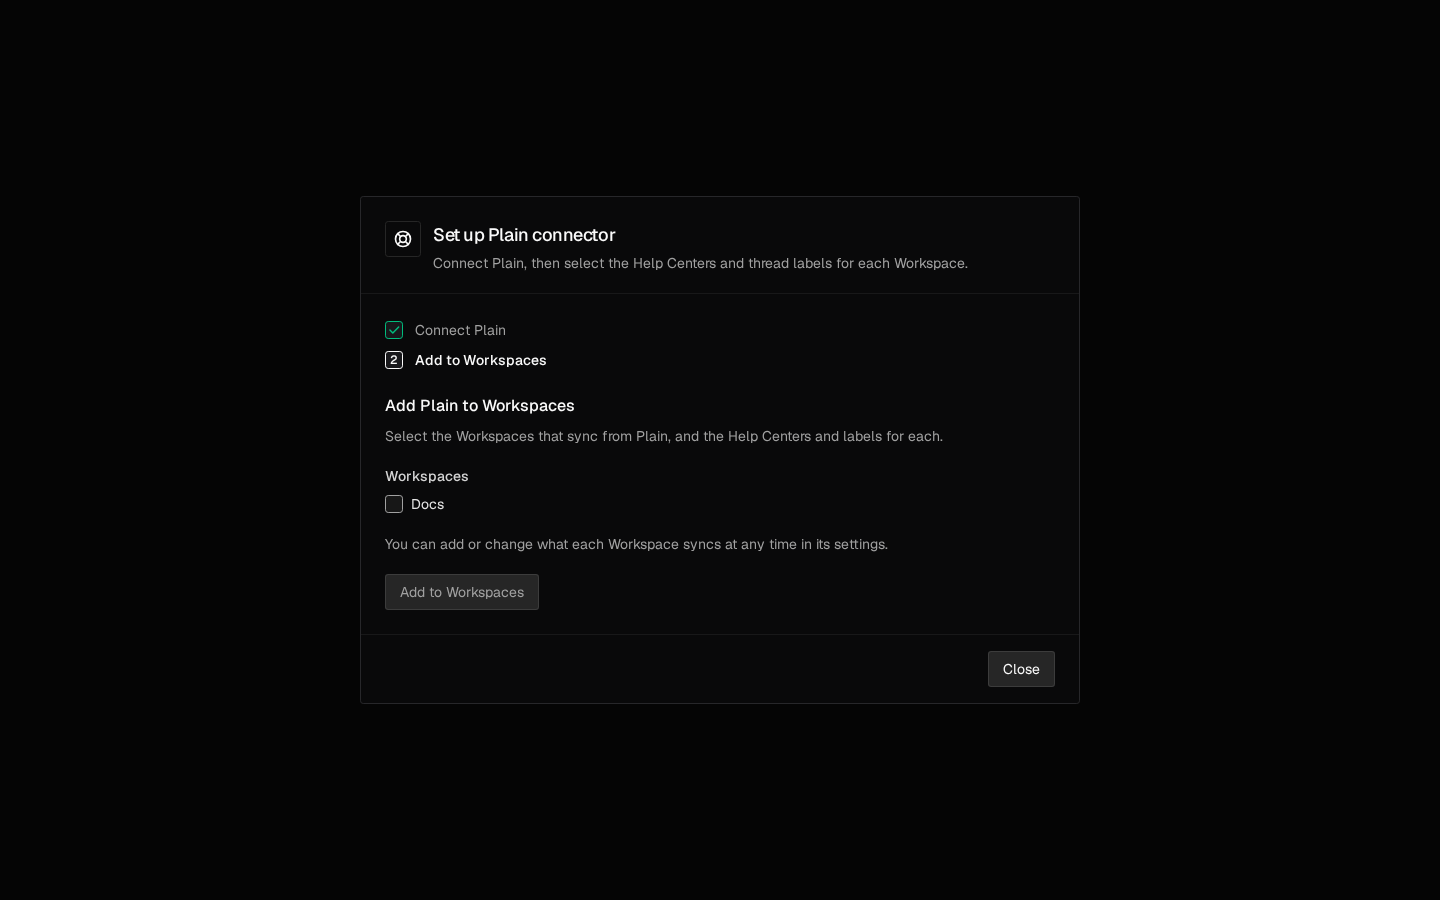 Set up Plain connector
Connect Plain, then select the Help Centers and thread labels for each Workspace.
Connect Plain
2 Add to Workspaces
Add Plain to Workspaces
Select the Workspaces that sync from Plain, and the Help Centers and labels for each.
Workspaces
Docs
You can add or change what each Workspace syncs at any time in its settings.
Add to Workspaces
Close